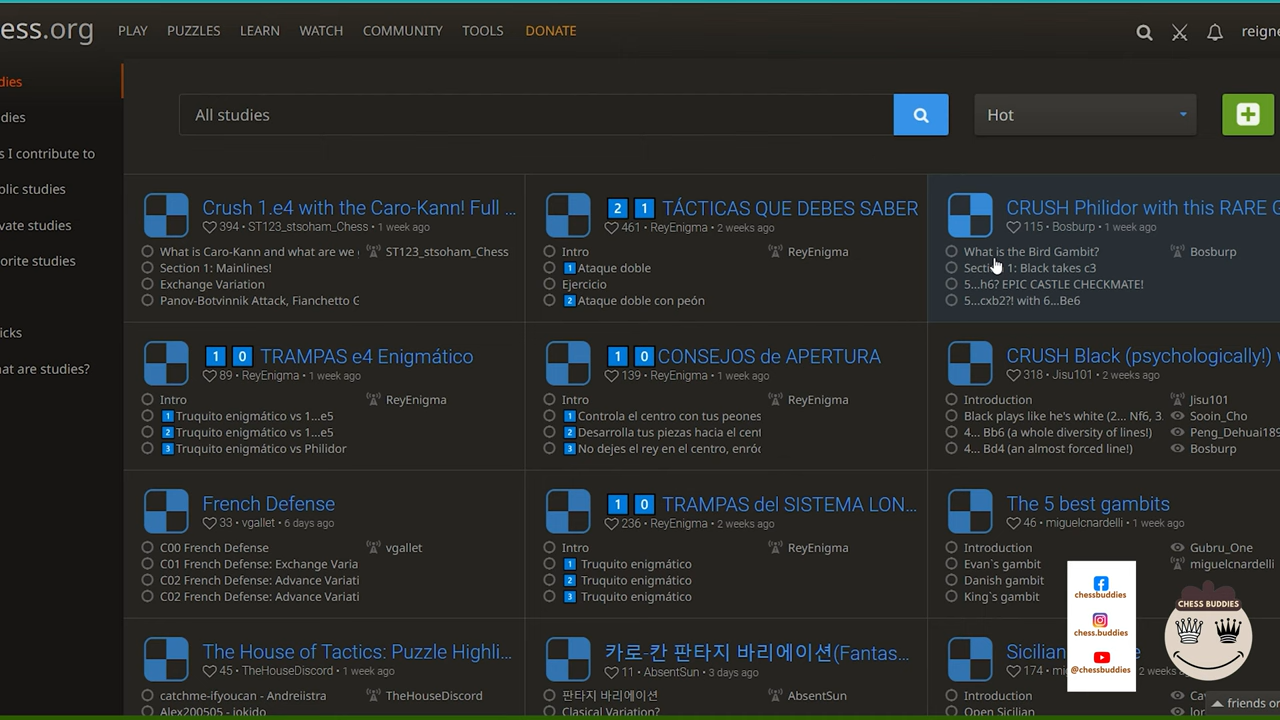 ess.org
PLAY
PUZZLES
LEARN
WATCH
COMMUNITY
TOOLS
DONATE
reigne
dies
dies
s I contribute to
blic studies
vate studies
orite studies
icks
at are studies?
All studies
Hot
Crush 1.e4 with the Caro-Kann! Full ...
394 • ST123_stsoham_Chess • 1 week ago
What is Caro-Kann and what are we
ST123_stsoham_Chess
Section 1: Mainlines!
Exchange Variation
Panov-Botvinnik Attack, Fianchetto G
2 1 TÁCTICAS QUE DEBES SABER
461 • ReyEnigma • 2 weeks ago
Intro
ReyEnigma
1 Ataque doble
Ejercicio
2 Ataque doble con peón
CRUSH Philidor with this RARE G
115 • Bosburp • 1 week ago
What is the Bird Gambit?
Bosburp
Section 1: Black takes c3
5...h6? EPIC CASTLE CHECKMATE!
5...cxb2?! with 6...Be6
1 0 TRAMPAS e4 Enigmático
89 • ReyEnigma • 1 week ago
Intro
ReyEnigma
1 Truquito enigmático vs 1...e5
2 Truquito enigmático vs 1...e5
3 Truquito enigmático vs Philidor
1 0 CONSEJOS de APERTURA
139 • ReyEnigma • 1 week ago
Intro
ReyEnigma
1 Controla el centro con tus peones
2 Desarrolla tus piezas hacia el cent
3 No dejes el rey en el centro, enróc
CRUSH Black (psychologically!) w
318 • Jisu101 • 2 weeks ago
Introduction
Jisu101
Black plays like he's white (2... Nf6, 3.
Sooin_Cho
4... Bb6 (a whole diversity of lines!)
Peng_Dehuai189
4... Bd4 (an almost forced line!)
Bosburp
French Defense
33 • vgallet • 6 days ago
C00 French Defense
vgallet
C01 French Defense: Exchange Varia
C02 French Defense: Advance Variati
C02 French Defense: Advance Variati
1 0 TRAMPAS del SISTEMA LON...
236 • ReyEnigma • 2 weeks ago
Intro
ReyEnigma
1 Truquito enigmático
2 Truquito enigmático
3 Truquito enigmático
The 5 best gambits
46 • miguelcnardelli • 1 week ago
Introduction
Gubru_One
Evan`s gambit
miguelcnardelli
Danish gambit
King`s gambit
The House of Tactics: Puzzle Highli...
45 • TheHouseDiscord • 1 week ago
catchme-ifyoucan - Andreiistra
TheHouseDiscord
Alex200505 - jokido
카로-칸 판타지 바리에이션(Fantas...
11 • AbsentSun • 3 days ago
판타지 바리에이션
AbsentSun
Clasical Variation?
Sicilian
174 •
2 weeks
Introduction
Open Sicilian
chessbuddies
chess.buddies
@chessbuddies
CHESS BUDDIES
friends on